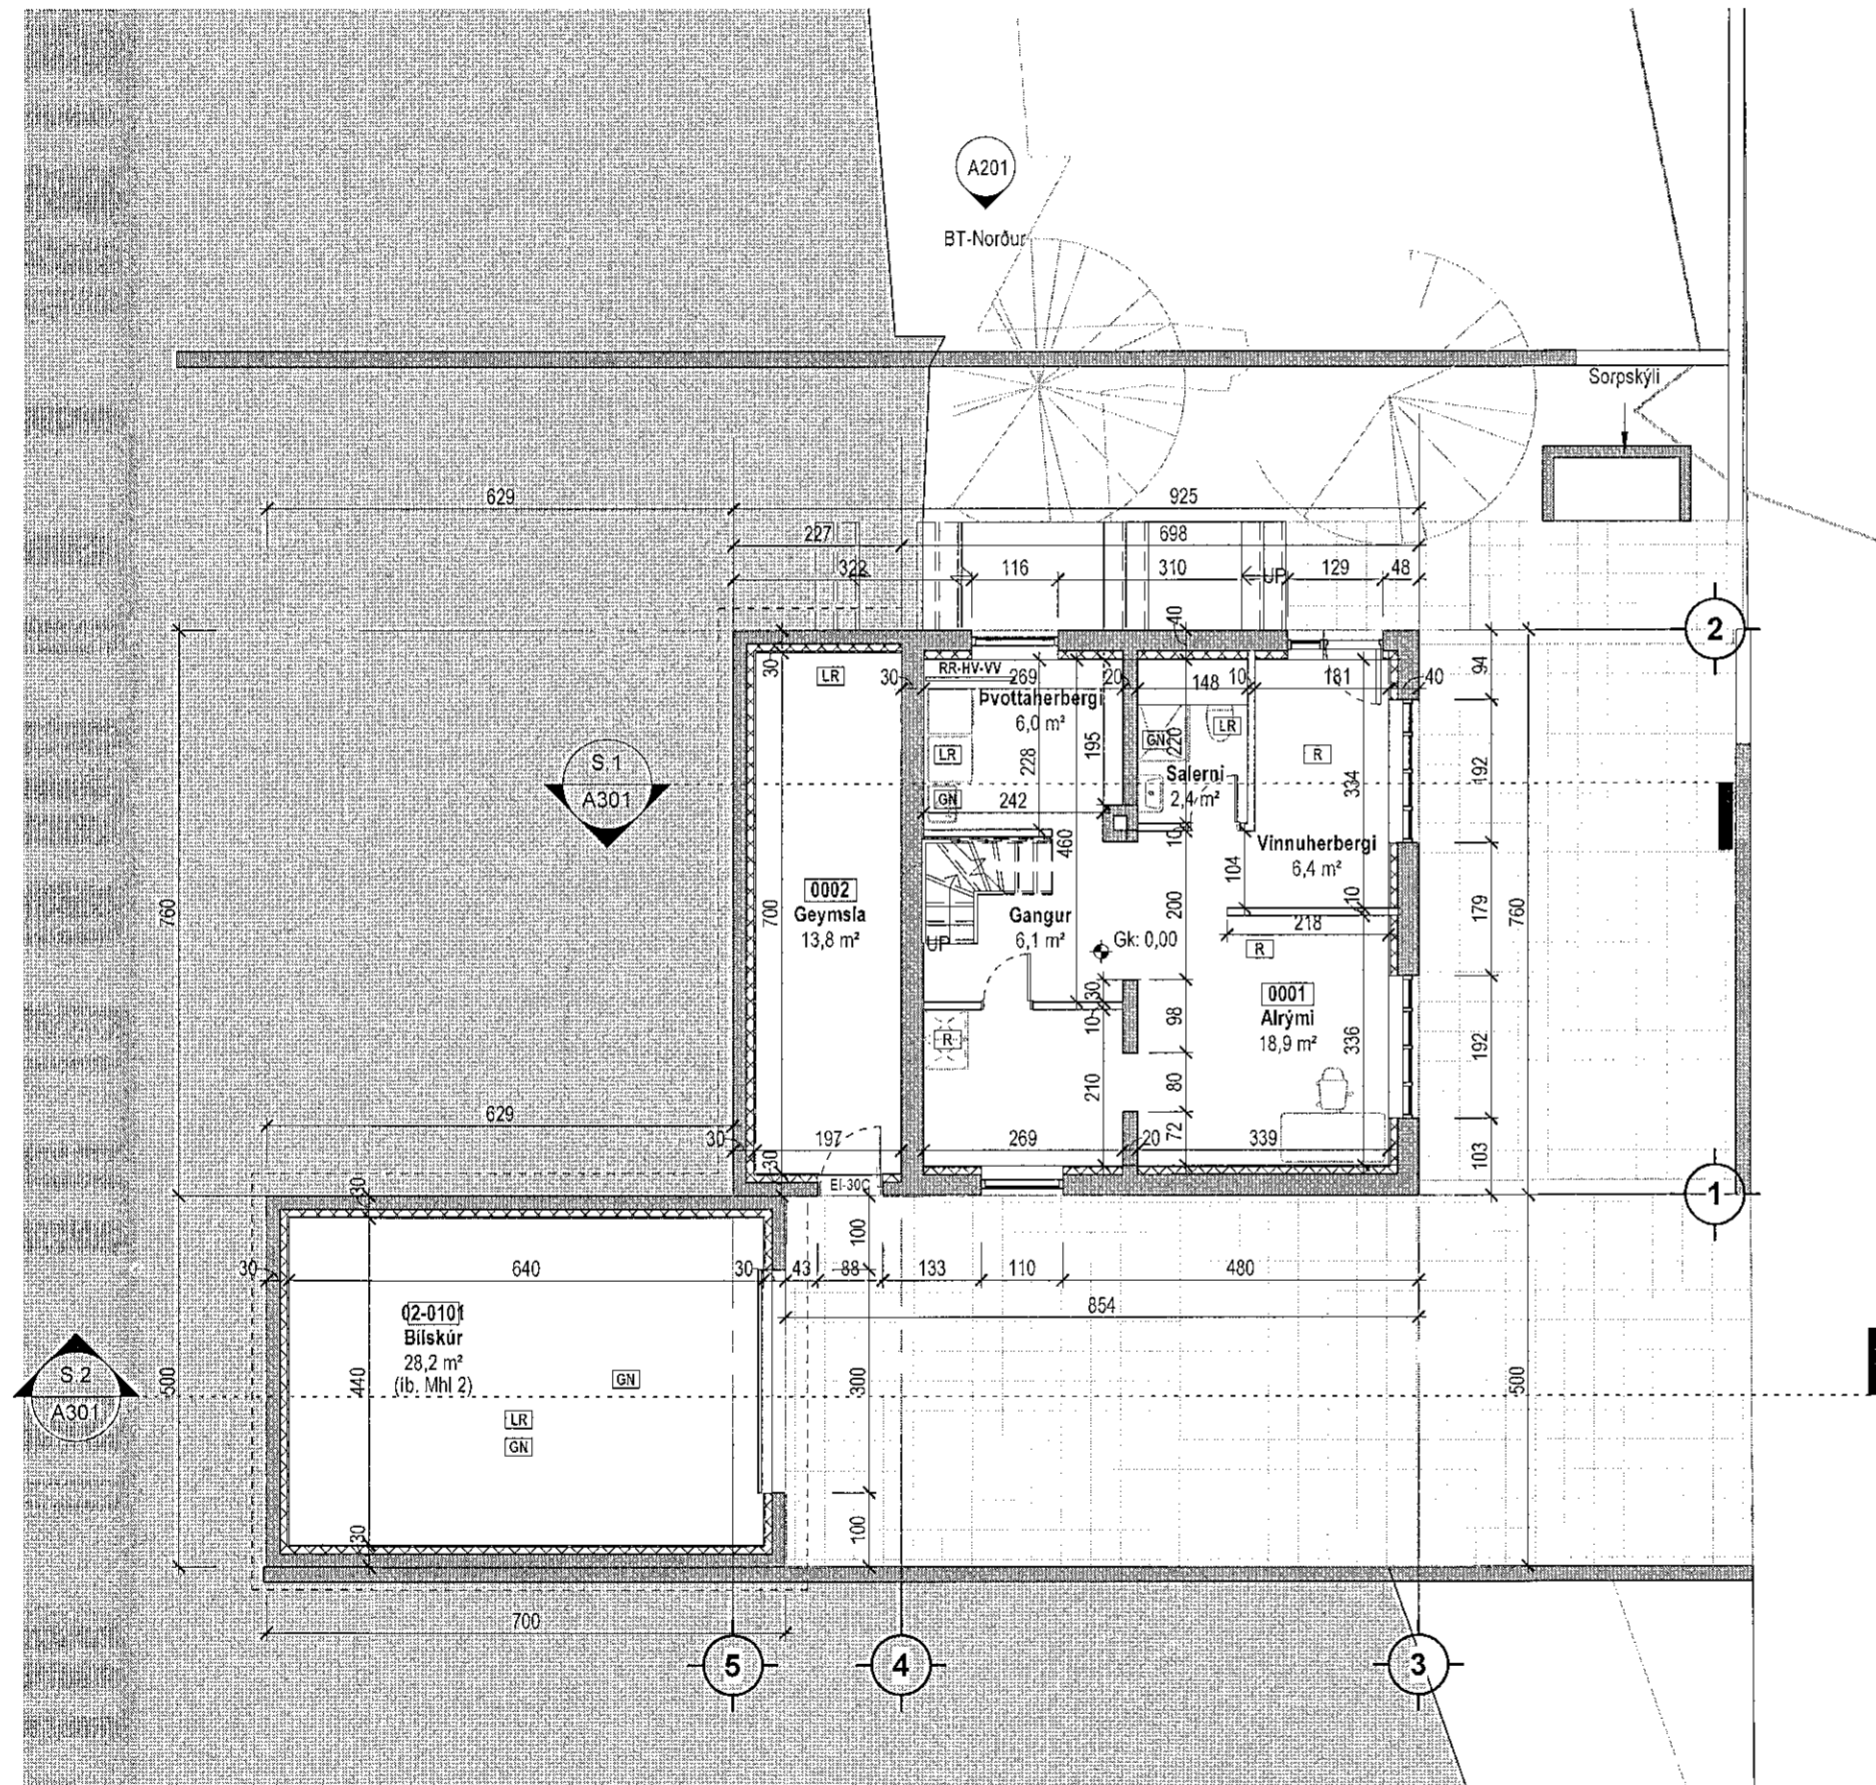 A201
BT-Norður
Sorpskýli
629
925
227
698
322
116
310
UP
129
48
2
40
30
LR
RR-HV-VV
30
269
20
148
10
181
40
94
Þvottaherbergi
6,0 m²
LR
GN
228
195
242
GN
220
LR
Salerni
2,4 m²
R
334
192
S.1
A301
460
10
104
Vinnuherbergi
6,4 m²
10
0002
Geymsla
13,8 m²
700
760
UP
Gangur
6,1 m²
200
Gk: 0,00
218
R
179
760
0001
Alrými
18,9 m²
30
10
98
R
336
192
210
80
629
30
197
269
20
72
339
103
30
EI-30C
1
30
100
30
640
30
43
88
133
110
480
854
02-0101
Bílskúr
28,2 m²
(íb. Mhl 2)
GN
LR
GN
440
300
500
500
S.2
A301
30
100
700
5
4
3